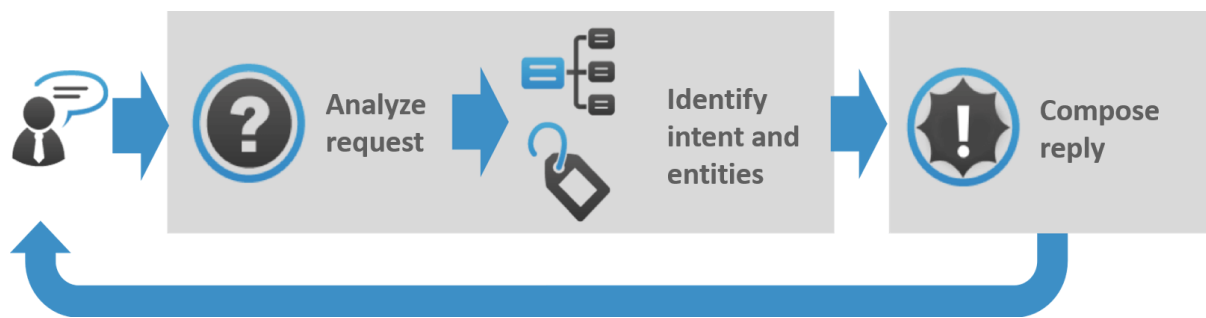 Analyze
request
Identify
intent and
entities
Compose
reply